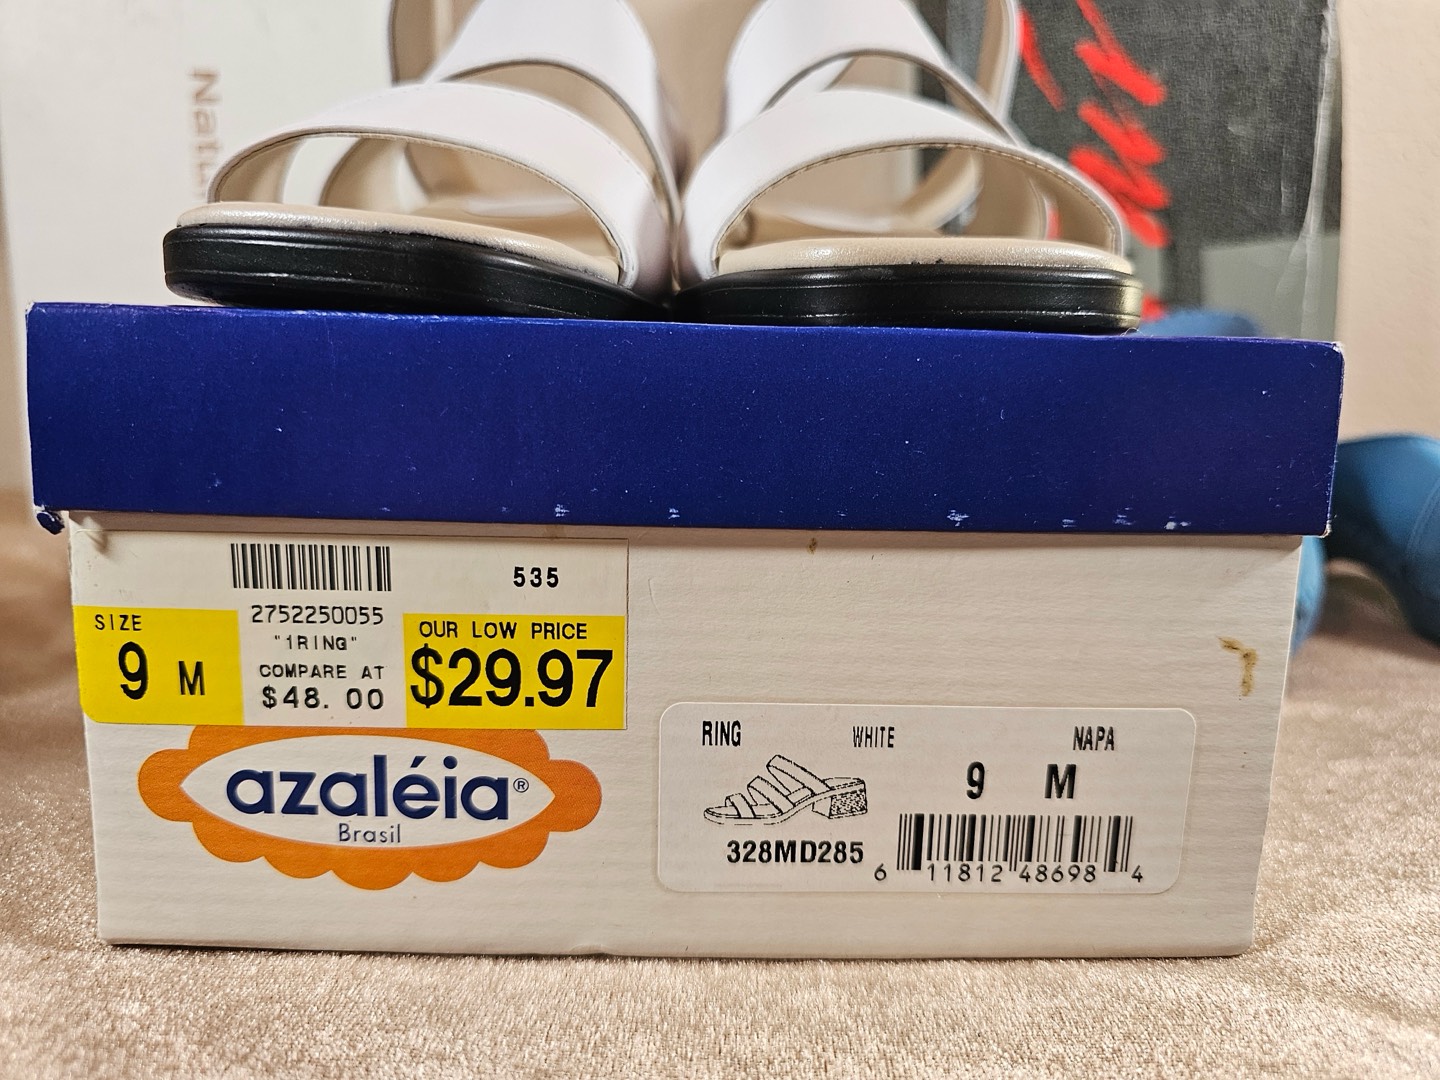 535
2752250055
SIZE
9 M
"1RING"
COMPARE AT
$48.00
OUR LOW PRICE
$29.97
azaléia®
Brasil
RING WHITE NAPA
9 M
328MD285
6 11812 48698 4